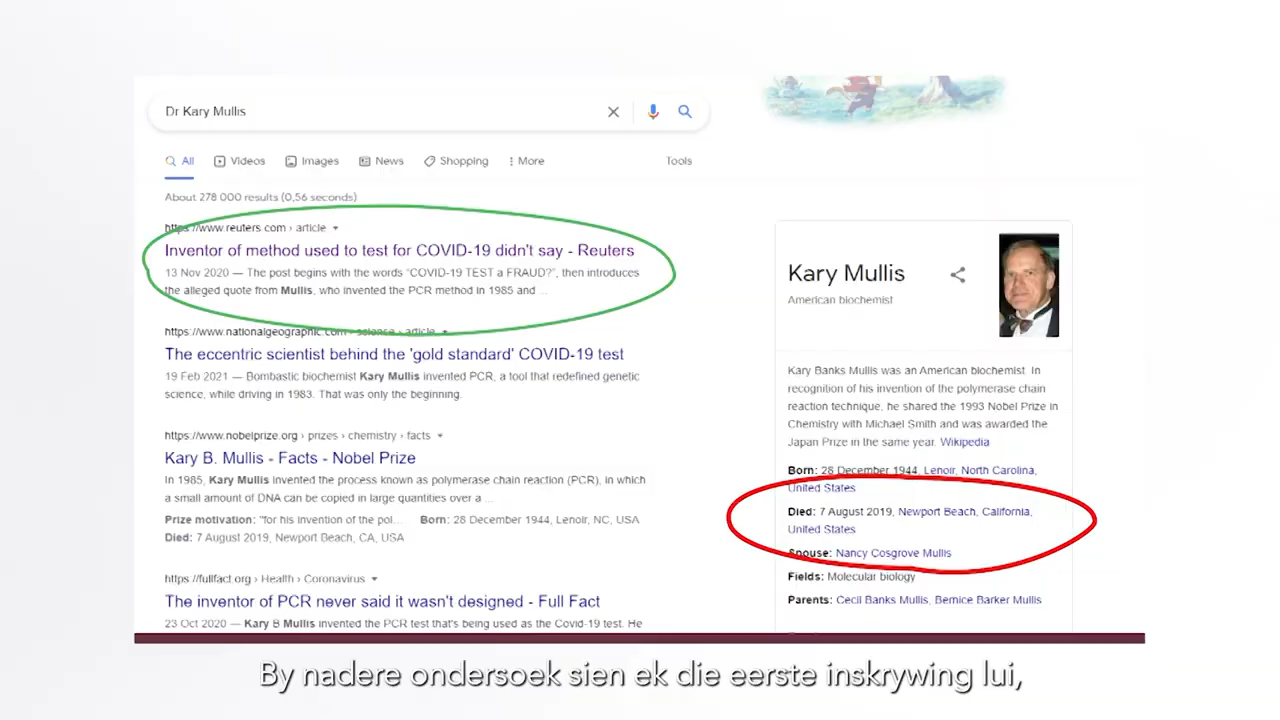 Dr Kary Mullis
All Videos Images News Shopping More Tools
About 278 000 results (0,56 seconds)
https://www.reuters.com › article
Inventor of method used to test for COVID-19 didn't say - Reuters
13 Nov 2020 — The post begins with the words "COVID-19 TEST a FRAUD?", then introduces
the alleged quote from Mullis, who invented the PCR method in 1985 and ...
https://www.nationalgeographic.com › science › article
The eccentric scientist behind the 'gold standard' COVID-19 test
19 Feb 2021 — Bombastic biochemist Kary Mullis invented PCR, a tool that redefined genetic
science, while driving in 1983. That was only the beginning.
https://www.nobelprize.org › prizes › chemistry › facts
Kary B. Mullis - Facts - Nobel Prize
In 1985, Kary Mullis invented the process known as polymerase chain reaction (PCR), in which
a small amount of DNA can be copied in large quantities over a ...
Prize motivation: "for his invention of the pol... Born: 28 December 1944, Lenoir, NC, USA
Died: 7 August 2019, Newport Beach, CA, USA
https://fullfact.org › Health › Coronavirus
The inventor of PCR never said it wasn't designed - Full Fact
23 Oct 2020 — Kary B Mullis invented the PCR test that's being used as the Covid-19 test. He
Kary Mullis
American biochemist
Kary Banks Mullis was an American biochemist. In
recognition of his invention of the polymerase chain
reaction technique, he shared the 1993 Nobel Prize in
Chemistry with Michael Smith and was awarded the
Japan Prize in the same year. Wikipedia
Born: 28 December 1944, Lenoir, North Carolina,
United States
Died: 7 August 2019, Newport Beach, California,
United States
Spouse: Nancy Cosgrove Mullis
Fields: Molecular biology
Parents: Cecil Banks Mullis, Bernice Barker Mullis
By nadere ondersoek sien ek die eerste inskrywing lui,